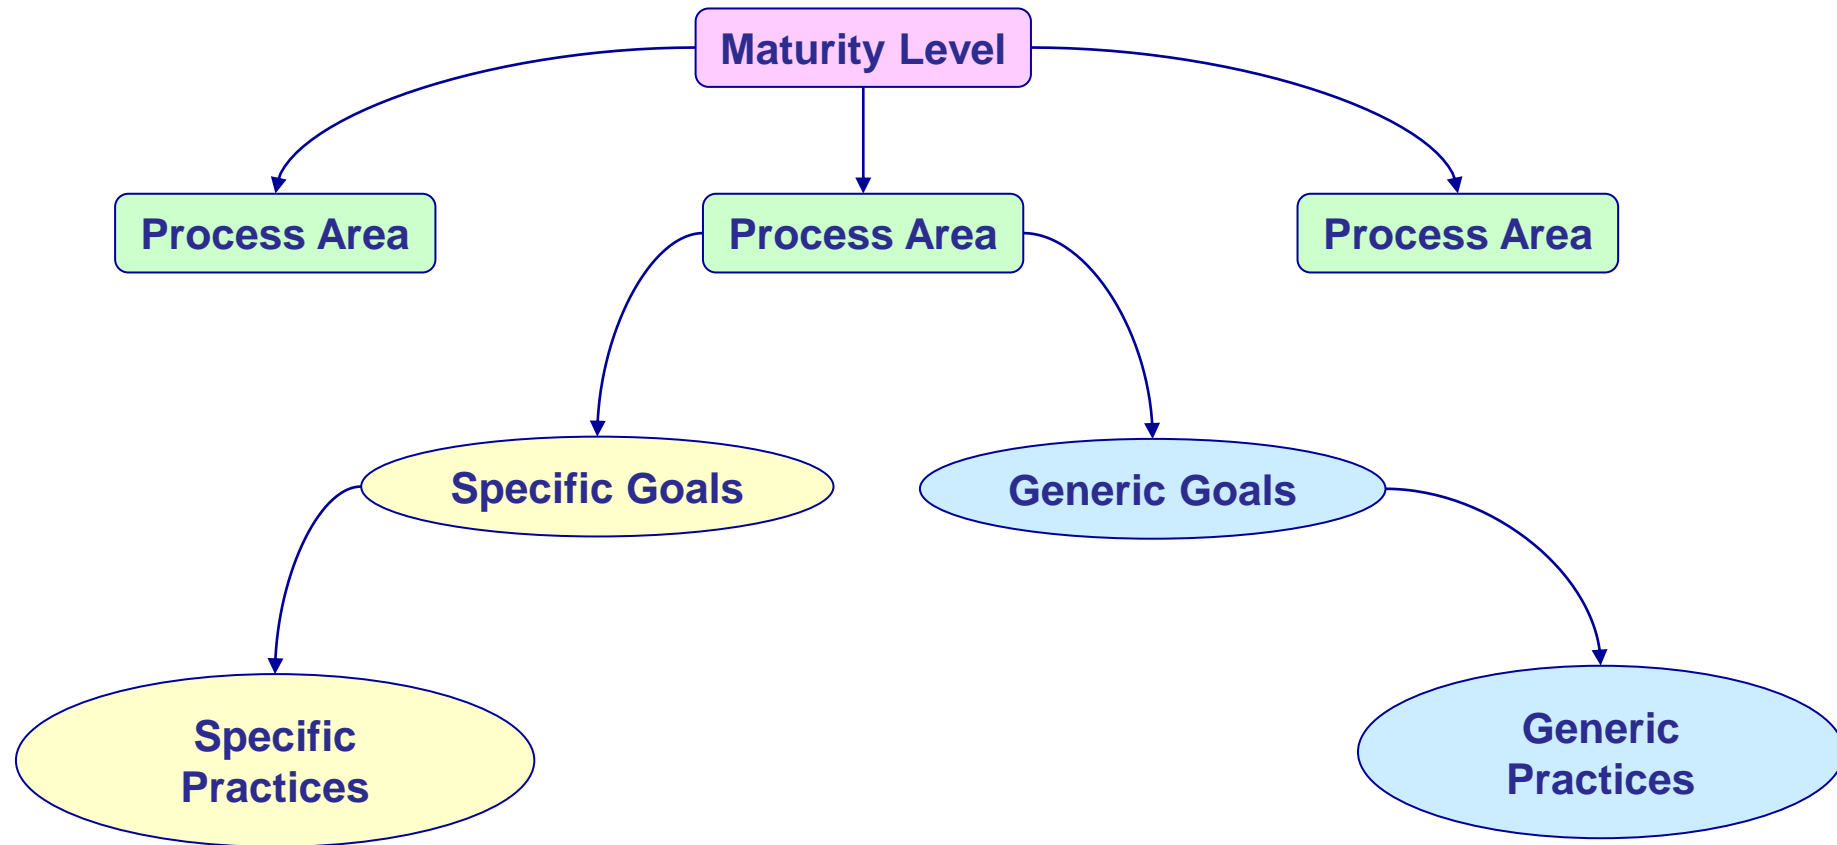 Maturity Level
Process Area
Process Area
Process Area
Specific Goals
Generic Goals
Specific
Practices
Generic
Practices